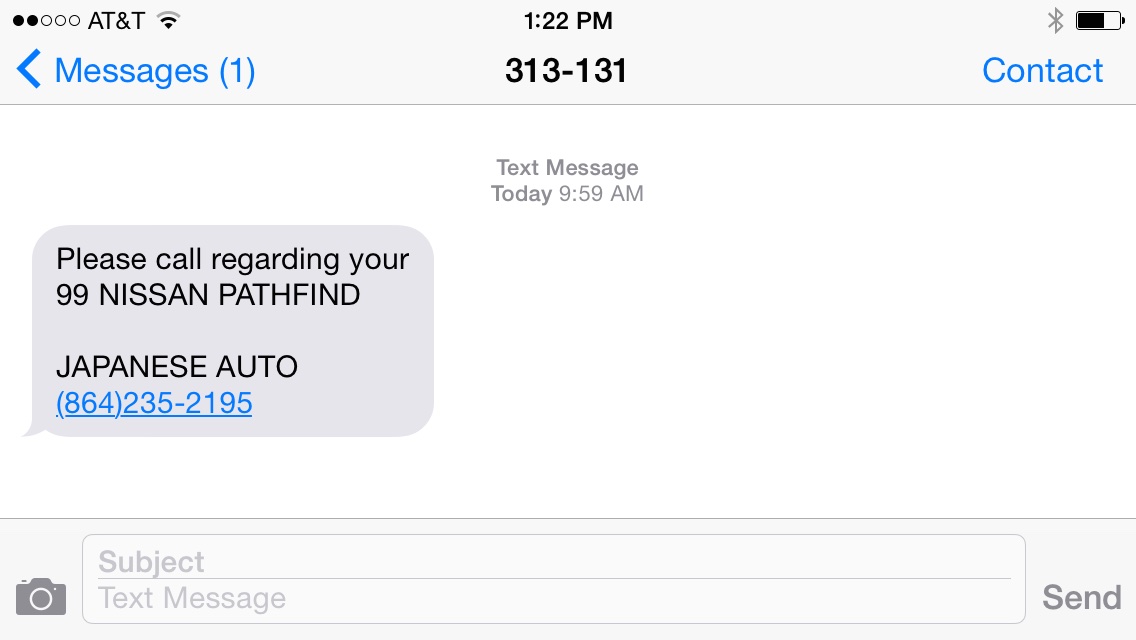 AT&T 1:22 PM
Messages (1) 313-131 Contact
Text Message
Today 9:59 AM
Please call regarding your
99 NISSAN PATHFIND
JAPANESE AUTO
(864)235-2195
Subject
Text Message Send